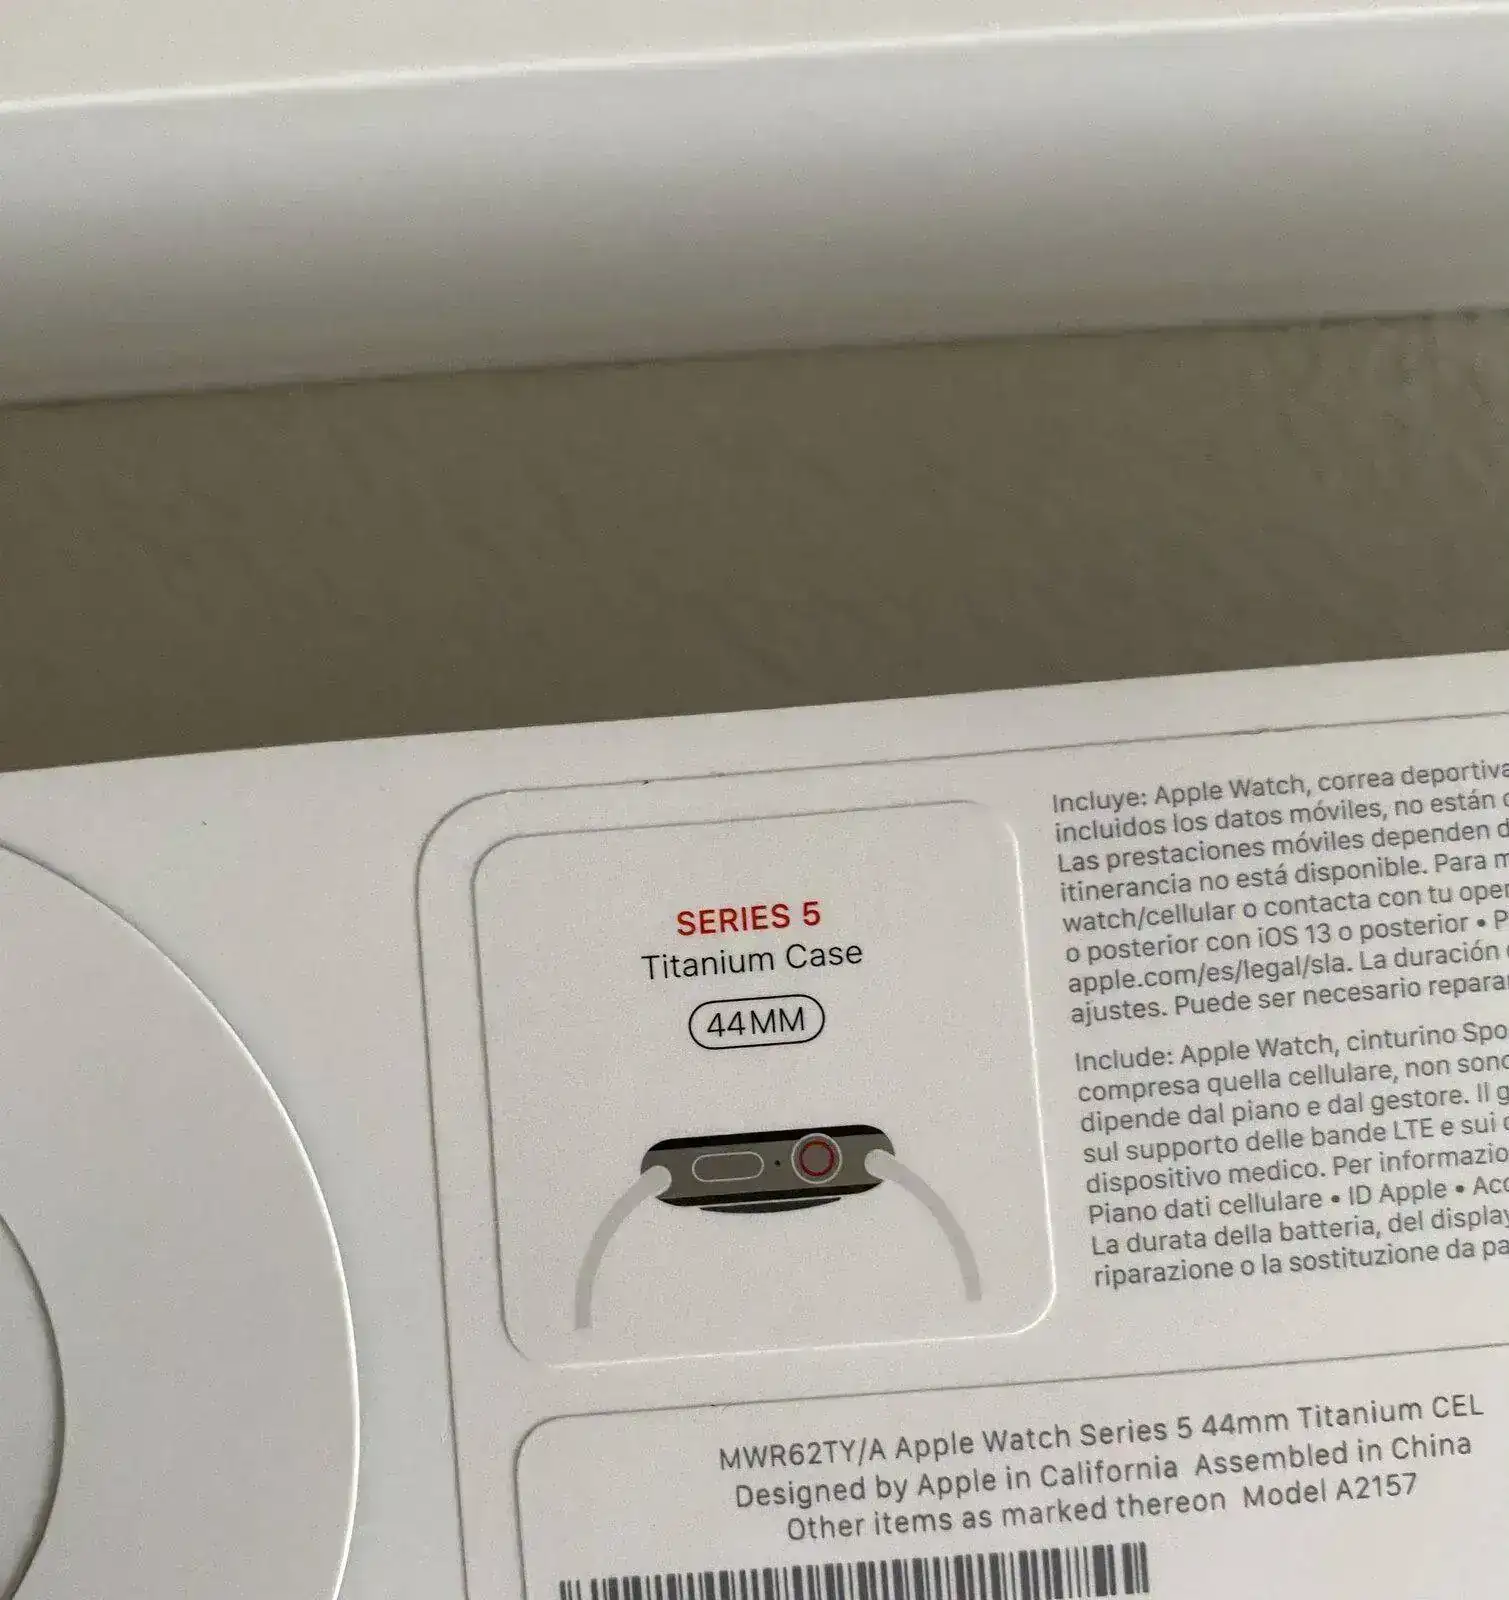 SERIES 5
Titanium Case
44MM
Incluye: Apple Watch, correa deportiva
incluidos los datos móviles, no están
Las prestaciones móviles dependen
itinerancia no está disponible. Para
watch/cellular o contacta con tu
o posterior con iOS 13 o posterior •
apple.com/es/legal/sla. La duración
ajustes. Puede ser necesario
Include: Apple Watch, cinturino
compresa quella cellulare, non sono
dipende dal piano e dal gestore. Il
sul supporto delle bande LTE e sui
dispositivo medico. Per
Piano dati cellulare • ID Apple •
La durata della batteria, del display
riparazione o la sostituzione da
MWR62TY/A Apple Watch Series 5 44mm Titanium CEL
Designed by Apple in California Assembled in China
Other items as marked thereon Model A2157